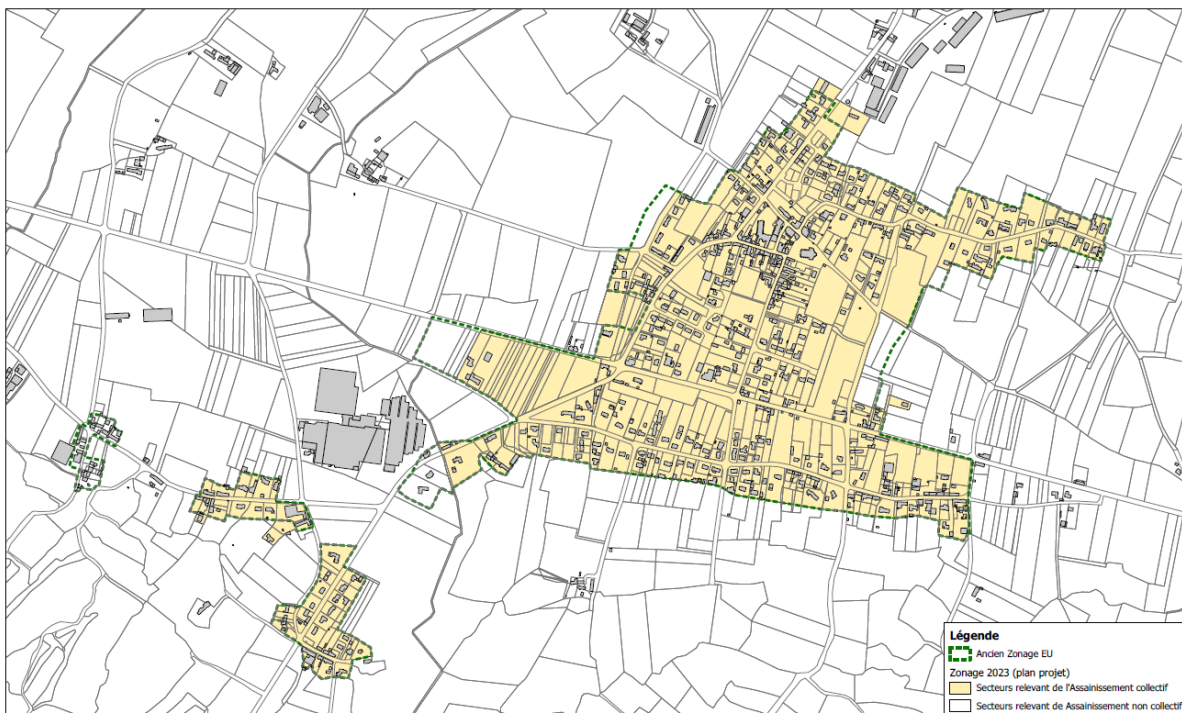 Légende
Ancien Zonage EU
Zonage 2023 (plan projet)
Secteurs relevant de l'Assainissement collectif
Secteurs relevant de Assainissement non collectif